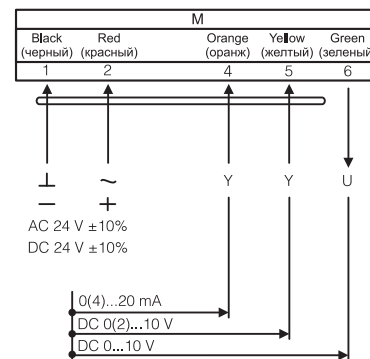 M
Black Red Orange Yellow Green
(черный) (красный) (оранж) (желтый) (зеленый
1 2 4 5 6
⊥ ~ Y Y U
− +
AC 24 V ±10%
DC 24 V ±10%
0(4)...20 mA
DC 0(2)...10 V
DC 0...10 V